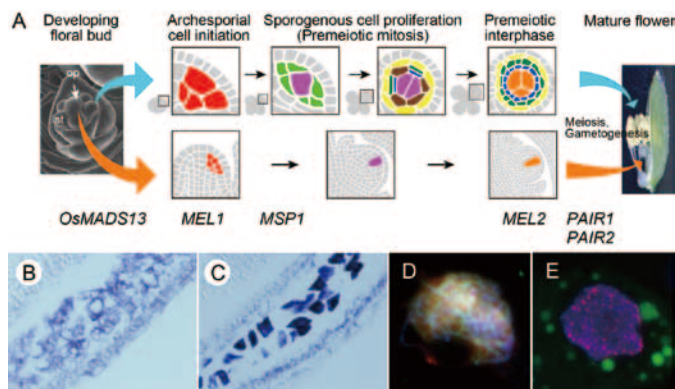 A
Developing
floral bud
Archesporial
cell initiation
Sporogenous cell proliferation
(Premeiotic mitosis)
Premeiotic
interphase
Mature flower
op
st
Meiosis,
Gametogenesis
OsMADS13 MEL1 MSP1 MEL2 PAIR1
PAIR2
B
C
D
E